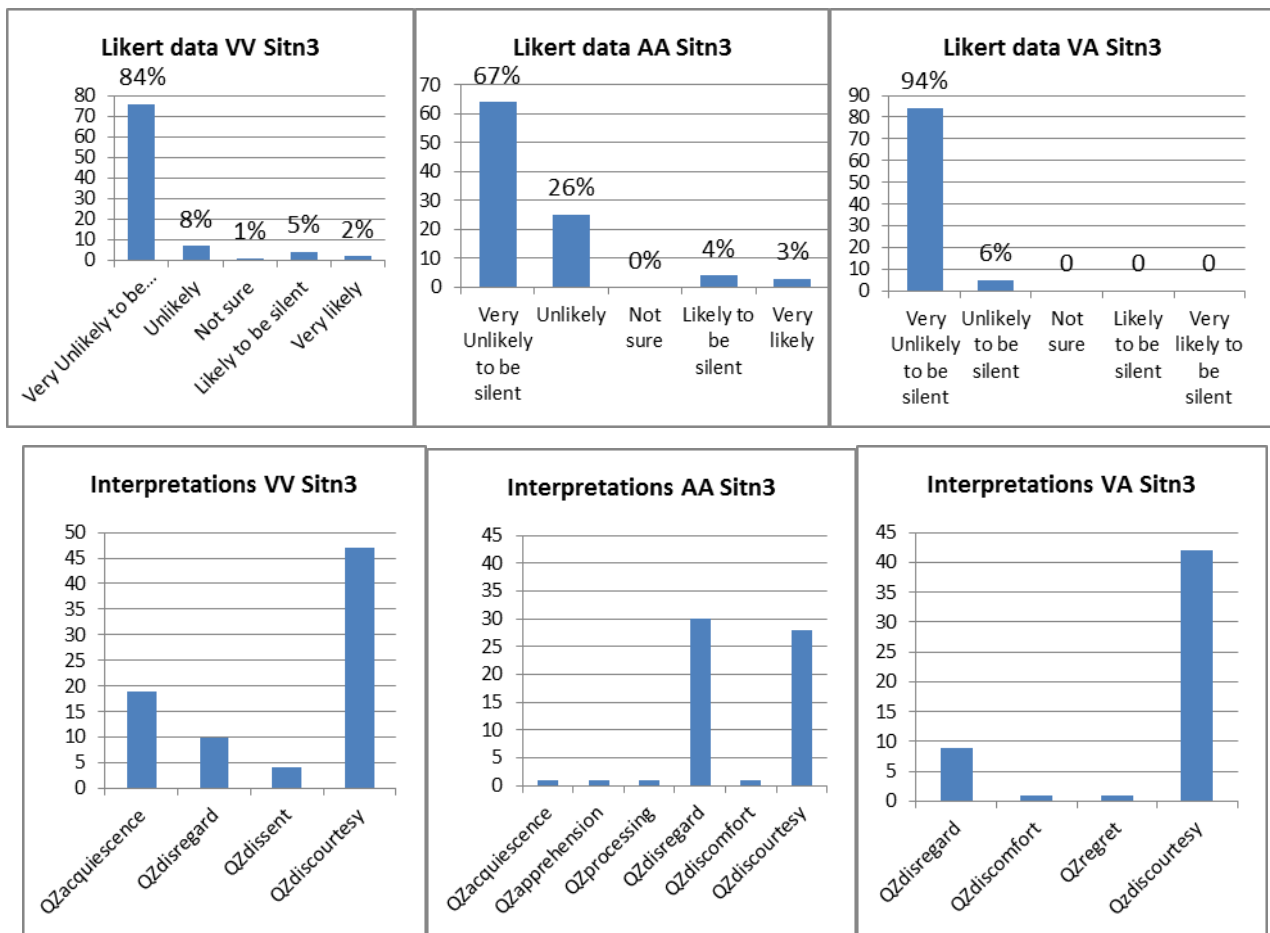 Likert data VV Sitn3
84%
80
70
60
50
40
30
20
10
0
8%
1%
5%
2%
Very Unlikely to be...
Unlikely
Not sure
Likely to be silent
Very likely
Likert data AA Sitn3
67%
70
60
50
40
30
20
10
0
26%
0%
4%
3%
Very
Unlikely
to be
silent
Unlikely
Not
sure
Likely to
be
silent
Very
likely
Likert data VA Sitn3
94%
90
80
70
60
50
40
30
20
10
0
6%
0
0
0
Very
Unlikely
to be
silent
Unlikely
to be
silent
Not
sure
Likely
to be
silent
Very
likely to
be
silent
Interpretations VV Sitn3
50
45
40
35
30
25
20
15
10
5
0
QZacquiescence
QZdisregard
QZdissent
QZdiscourtesy
Interpretations AA Sitn3
45
40
35
30
25
20
15
10
5
0
QZacquiescence
QZapprehension
QZprocessing
QZdisregard
QZdiscomfort
QZdiscourtesy
Interpretations VA Sitn3
45
40
35
30
25
20
15
10
5
0
QZdisregard
QZdiscomfort
QZregret
Qzdiscourtesy